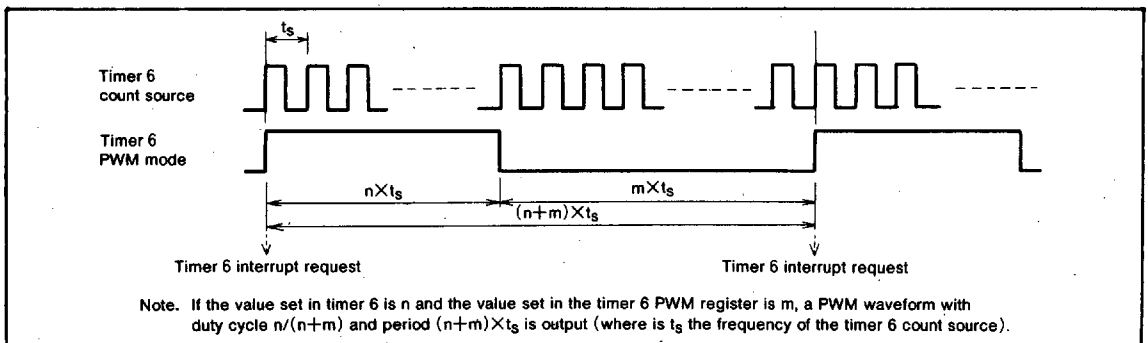 tS
Timer 6
count source
Timer 6
PWM mode
n×tS
m×tS
(n+m)×tS
Timer 6 interrupt request
Timer 6 interrupt request
Note. If the value set in timer 6 is n and the value set in the timer 6 PWM register is m, a PWM waveform with
duty cycle n/(n+m) and period (n+m)×tS is output (where is tS the frequency of the timer 6 count source).